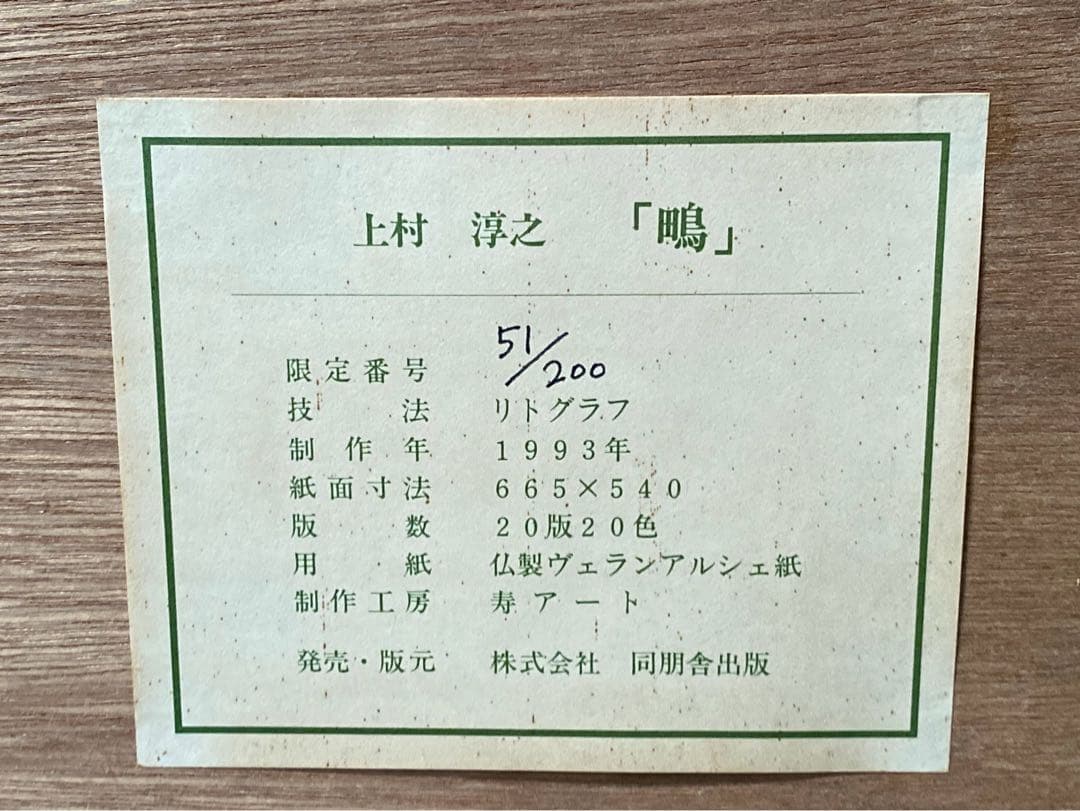 上村 淳之 「鴫」
限定番号 51/200
技法 リトグラフ
制作年 1993年
紙面寸法 665×540
版数 20版20色
用紙 仏製ヴェランアルシェ紙
制作工房 寿アート
発売・版元 株式会社 同朋舎出版